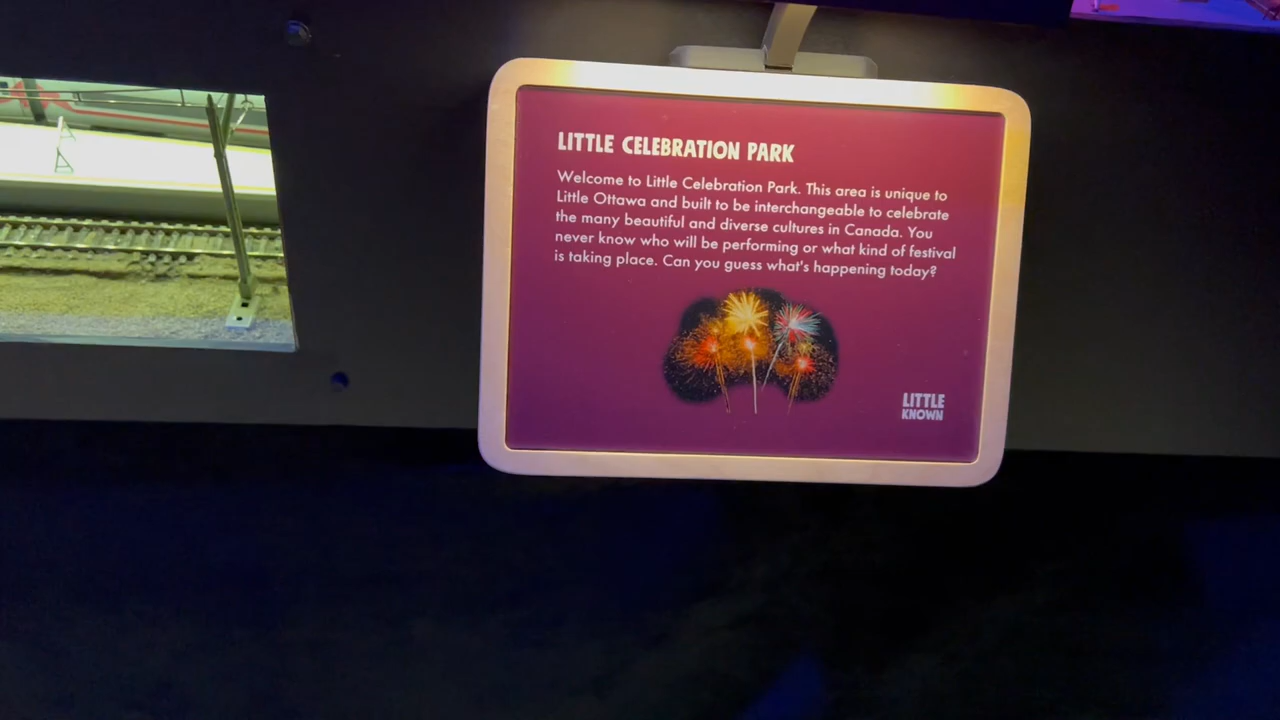 LITTLE CELEBRATION PARK
Welcome to Little Celebration Park. This area is unique to
Little Ottawa and built to be interchangeable to celebrate
the many beautiful and diverse cultures in Canada. You
never know who will be performing or what kind of festival
is taking place. Can you guess what's happening today?
LITTLE
KNOWN